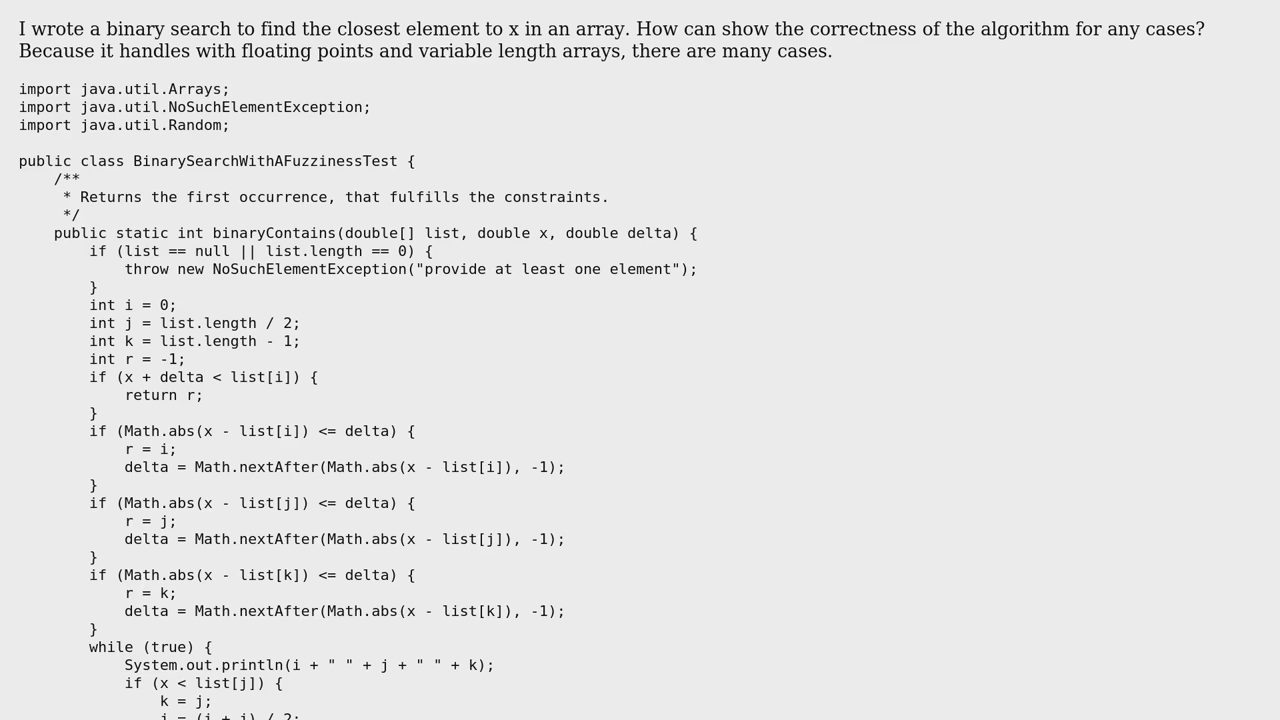 I wrote a binary search to find the closest element to x in an array. How can show the correctness of the algorithm for any cases?
Because it handles with floating points and variable length arrays, there are many cases.
import java.util.Arrays;
import java.util.NoSuchElementException;
import java.util.Random;
public class BinarySearchWithAFuzzinessTest {
    /**
     * Returns the first occurrence, that fulfills the constraints.
     */
    public static int binaryContains(double[] list, double x, double delta) {
        if (list == null || list.length == 0) {
            throw new NoSuchElementException("provide at least one element");
        }
        int i = 0;
        int j = list.length / 2;
        int k = list.length - 1;
        int r = -1;
        if (x + delta < list[i]) {
            return r;
        }
        if (Math.abs(x - list[i]) <= delta) {
            r = i;
            delta = Math.nextAfter(Math.abs(x - list[i]), -1);
        }
        if (Math.abs(x - list[j]) <= delta) {
            r = j;
            delta = Math.nextAfter(Math.abs(x - list[j]), -1);
        }
        if (Math.abs(x - list[k]) <= delta) {
            r = k;
            delta = Math.nextAfter(Math.abs(x - list[k]), -1);
        }
        while (true) {
            System.out.println(i + " " + j + " " + k);
            if (x < list[j]) {
                k = j;
                j = (i + j) / 2;